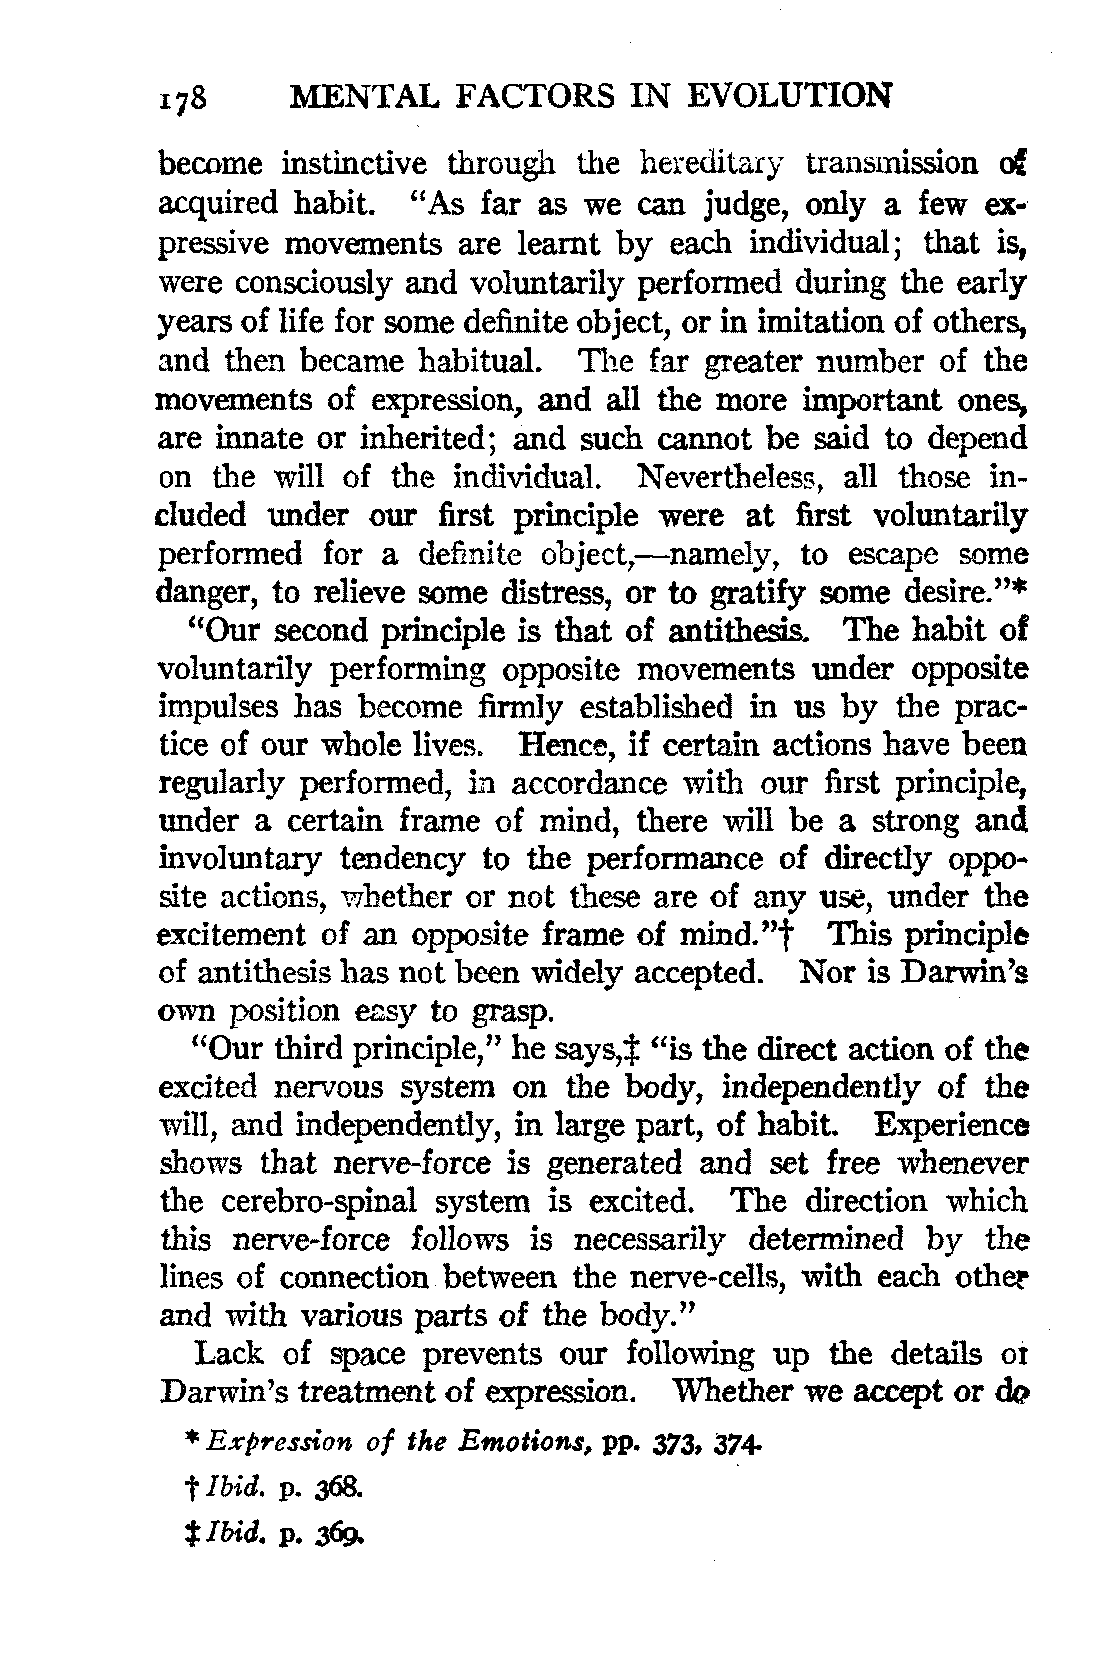 178 MENTAL FACTORS IN EVOLUTION
become instinctive through the hereditary transmission of
acquired habit. “As far as we can judge, only a few ex-
pressive movements are learnt by each individual; that is,
were consciously and voluntarily performed during the early
years of life for some definite object, or in imitation of others,
and then became habitual. The far greater number of the
movements of expression, and all the more important ones,
are innate or inherited; and such cannot be said to depend
on the will of the individual. Nevertheless, all those in-
cluded under our first principle were at first voluntarily
performed for a definite object,—namely, to escape some
danger, to relieve some distress, or to gratify some desire.”*
“Our second principle is that of antithesis. The habit of
voluntarily performing opposite movements under opposite
impulses has become firmly established in us by the prac-
tice of our whole lives. Hence, if certain actions have been
regularly performed, in accordance with our first principle,
under a certain frame of mind, there will be a strong and
involuntary tendency to the performance of directly oppo-
site actions, whether or not these are of any use, under the
excitement of an opposite frame of mind.”† This principle
of antithesis has not been widely accepted. Nor is Darwin’s
own position easy to grasp.
“Our third principle,” he says,‡ “is the direct action of the
excited nervous system on the body, independently of the
will, and independently, in large part, of habit. Experience
shows that nerve-force is generated and set free whenever
the cerebro-spinal system is excited. The direction which
this nerve-force follows is necessarily determined by the
lines of connection between the nerve-cells, with each other
and with various parts of the body.”
Lack of space prevents our following up the details of
Darwin’s treatment of expression. Whether we accept or do
* Expression of the Emotions, pp. 373, 374.
† Ibid. p. 368.
‡ Ibid. p. 369.